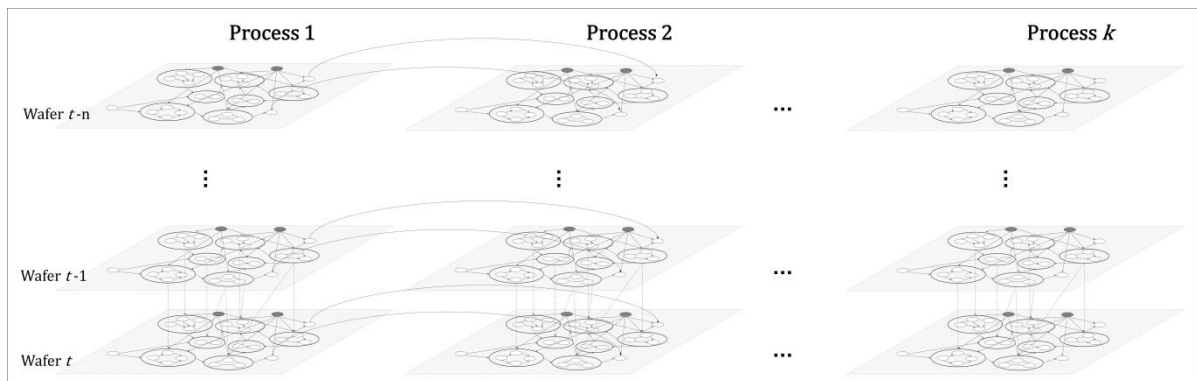 Process 1 Process 2 Process k
Wafer t-n ...
...
Wafer t-1 ...
Wafer t ...